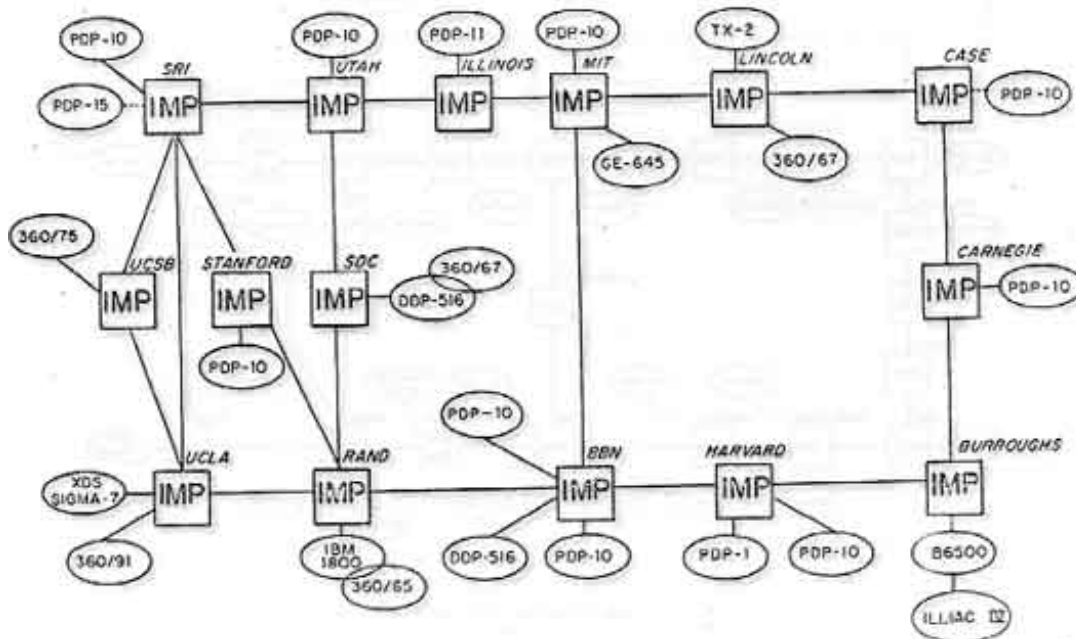 PDP-10
PDP-10
PDP-11
PDP-10
TX-2
CASE
SRI
UTAH
ILLINOIS
MIT
LINCOLN
PDP-15
IMP
IMP
IMP
IMP
IMP
IMP
PDP-10
GE-645
360/67
360/75
UCSB
STANFORD
SDC
360/67
CARNEGIE
IMP
IMP
IMP
DDP-516
IMP
PDP-10
PDP-10
PDP-10
UCLA
RAND
BBN
HARVARD
BURROUGHS
XDS
SIGMA-7
IMP
IMP
IMP
IMP
IMP
360/91
IBM
1800
360/65
DDP-516
PDP-10
PDP-1
PDP-10
B6500
ILLIAC IV